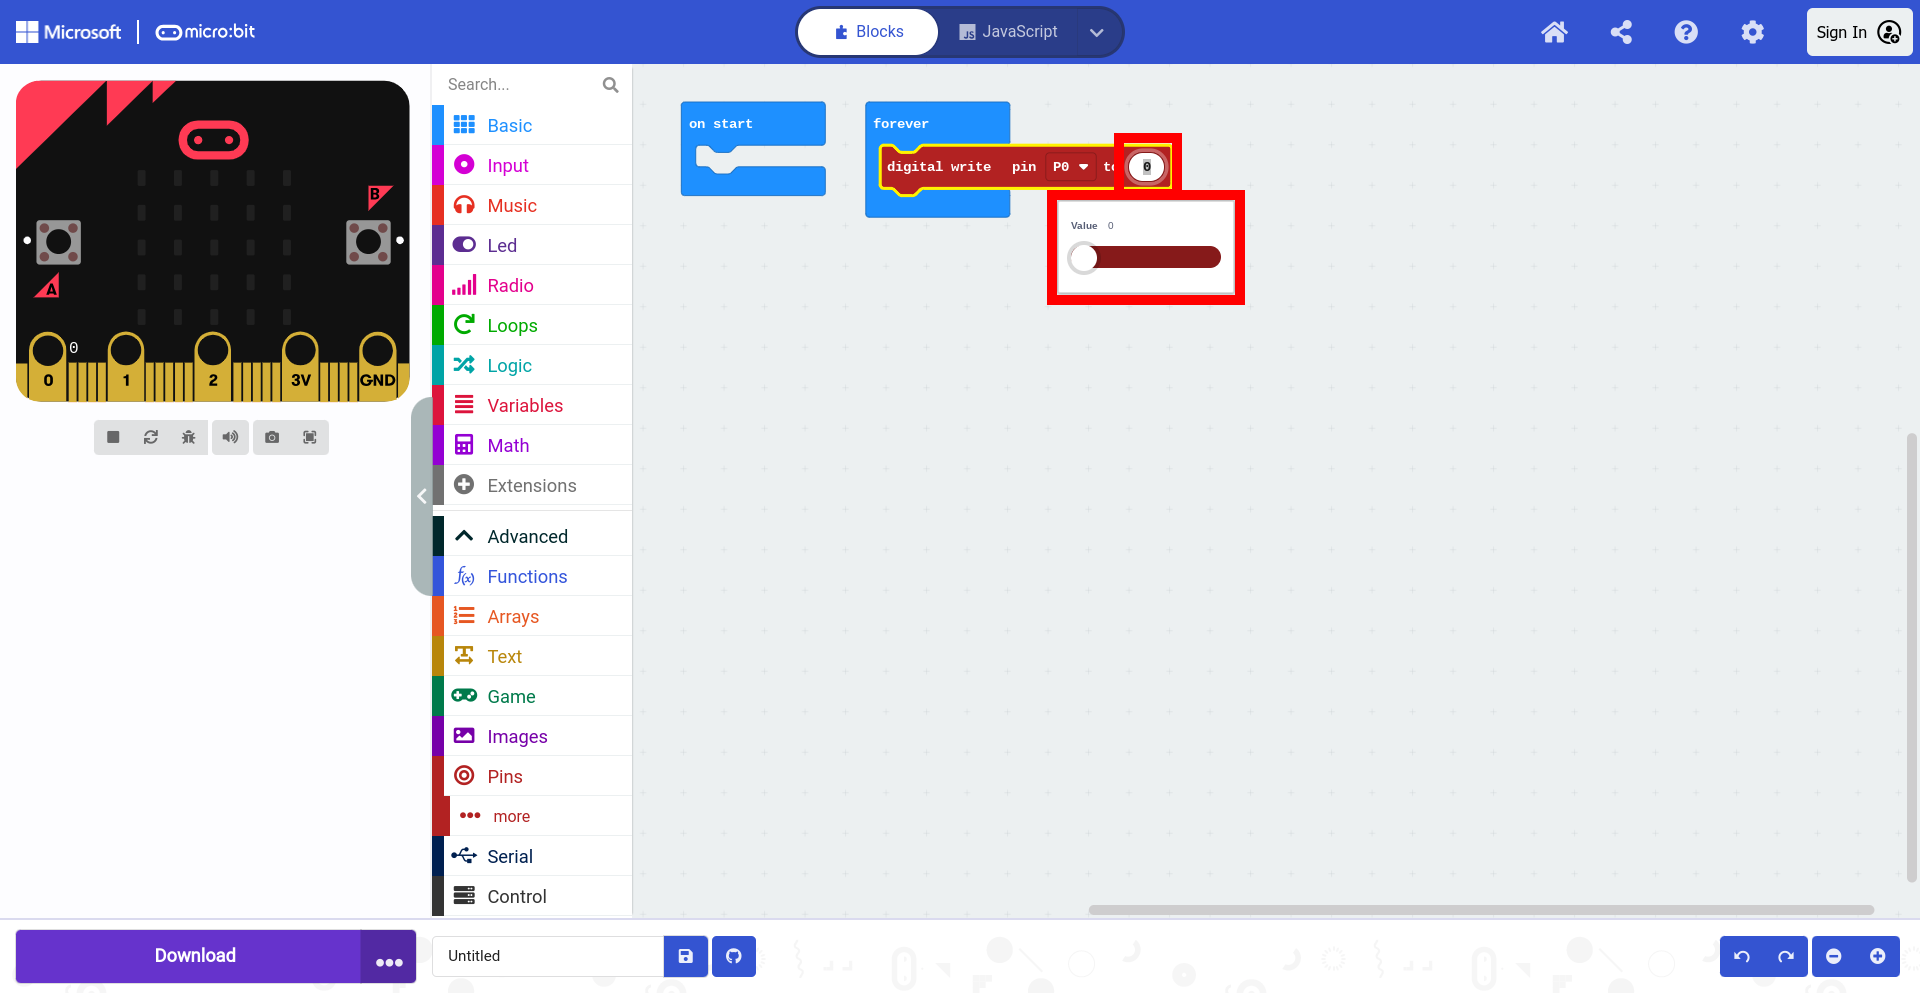 Microsoft
micro:bit
Blocks
JS JavaScript
Sign In
Search...
Basic
Input
Music
Led
Radio
Loops
Logic
Variables
Math
Extensions
Advanced
f(x) Functions
Arrays
Text
Game
Images
Pins
more
Serial
Control
B
A
0
0 1 2 3V GND
on start
forever
digital write pin P0 to 0
Value 0
Download
Untitled